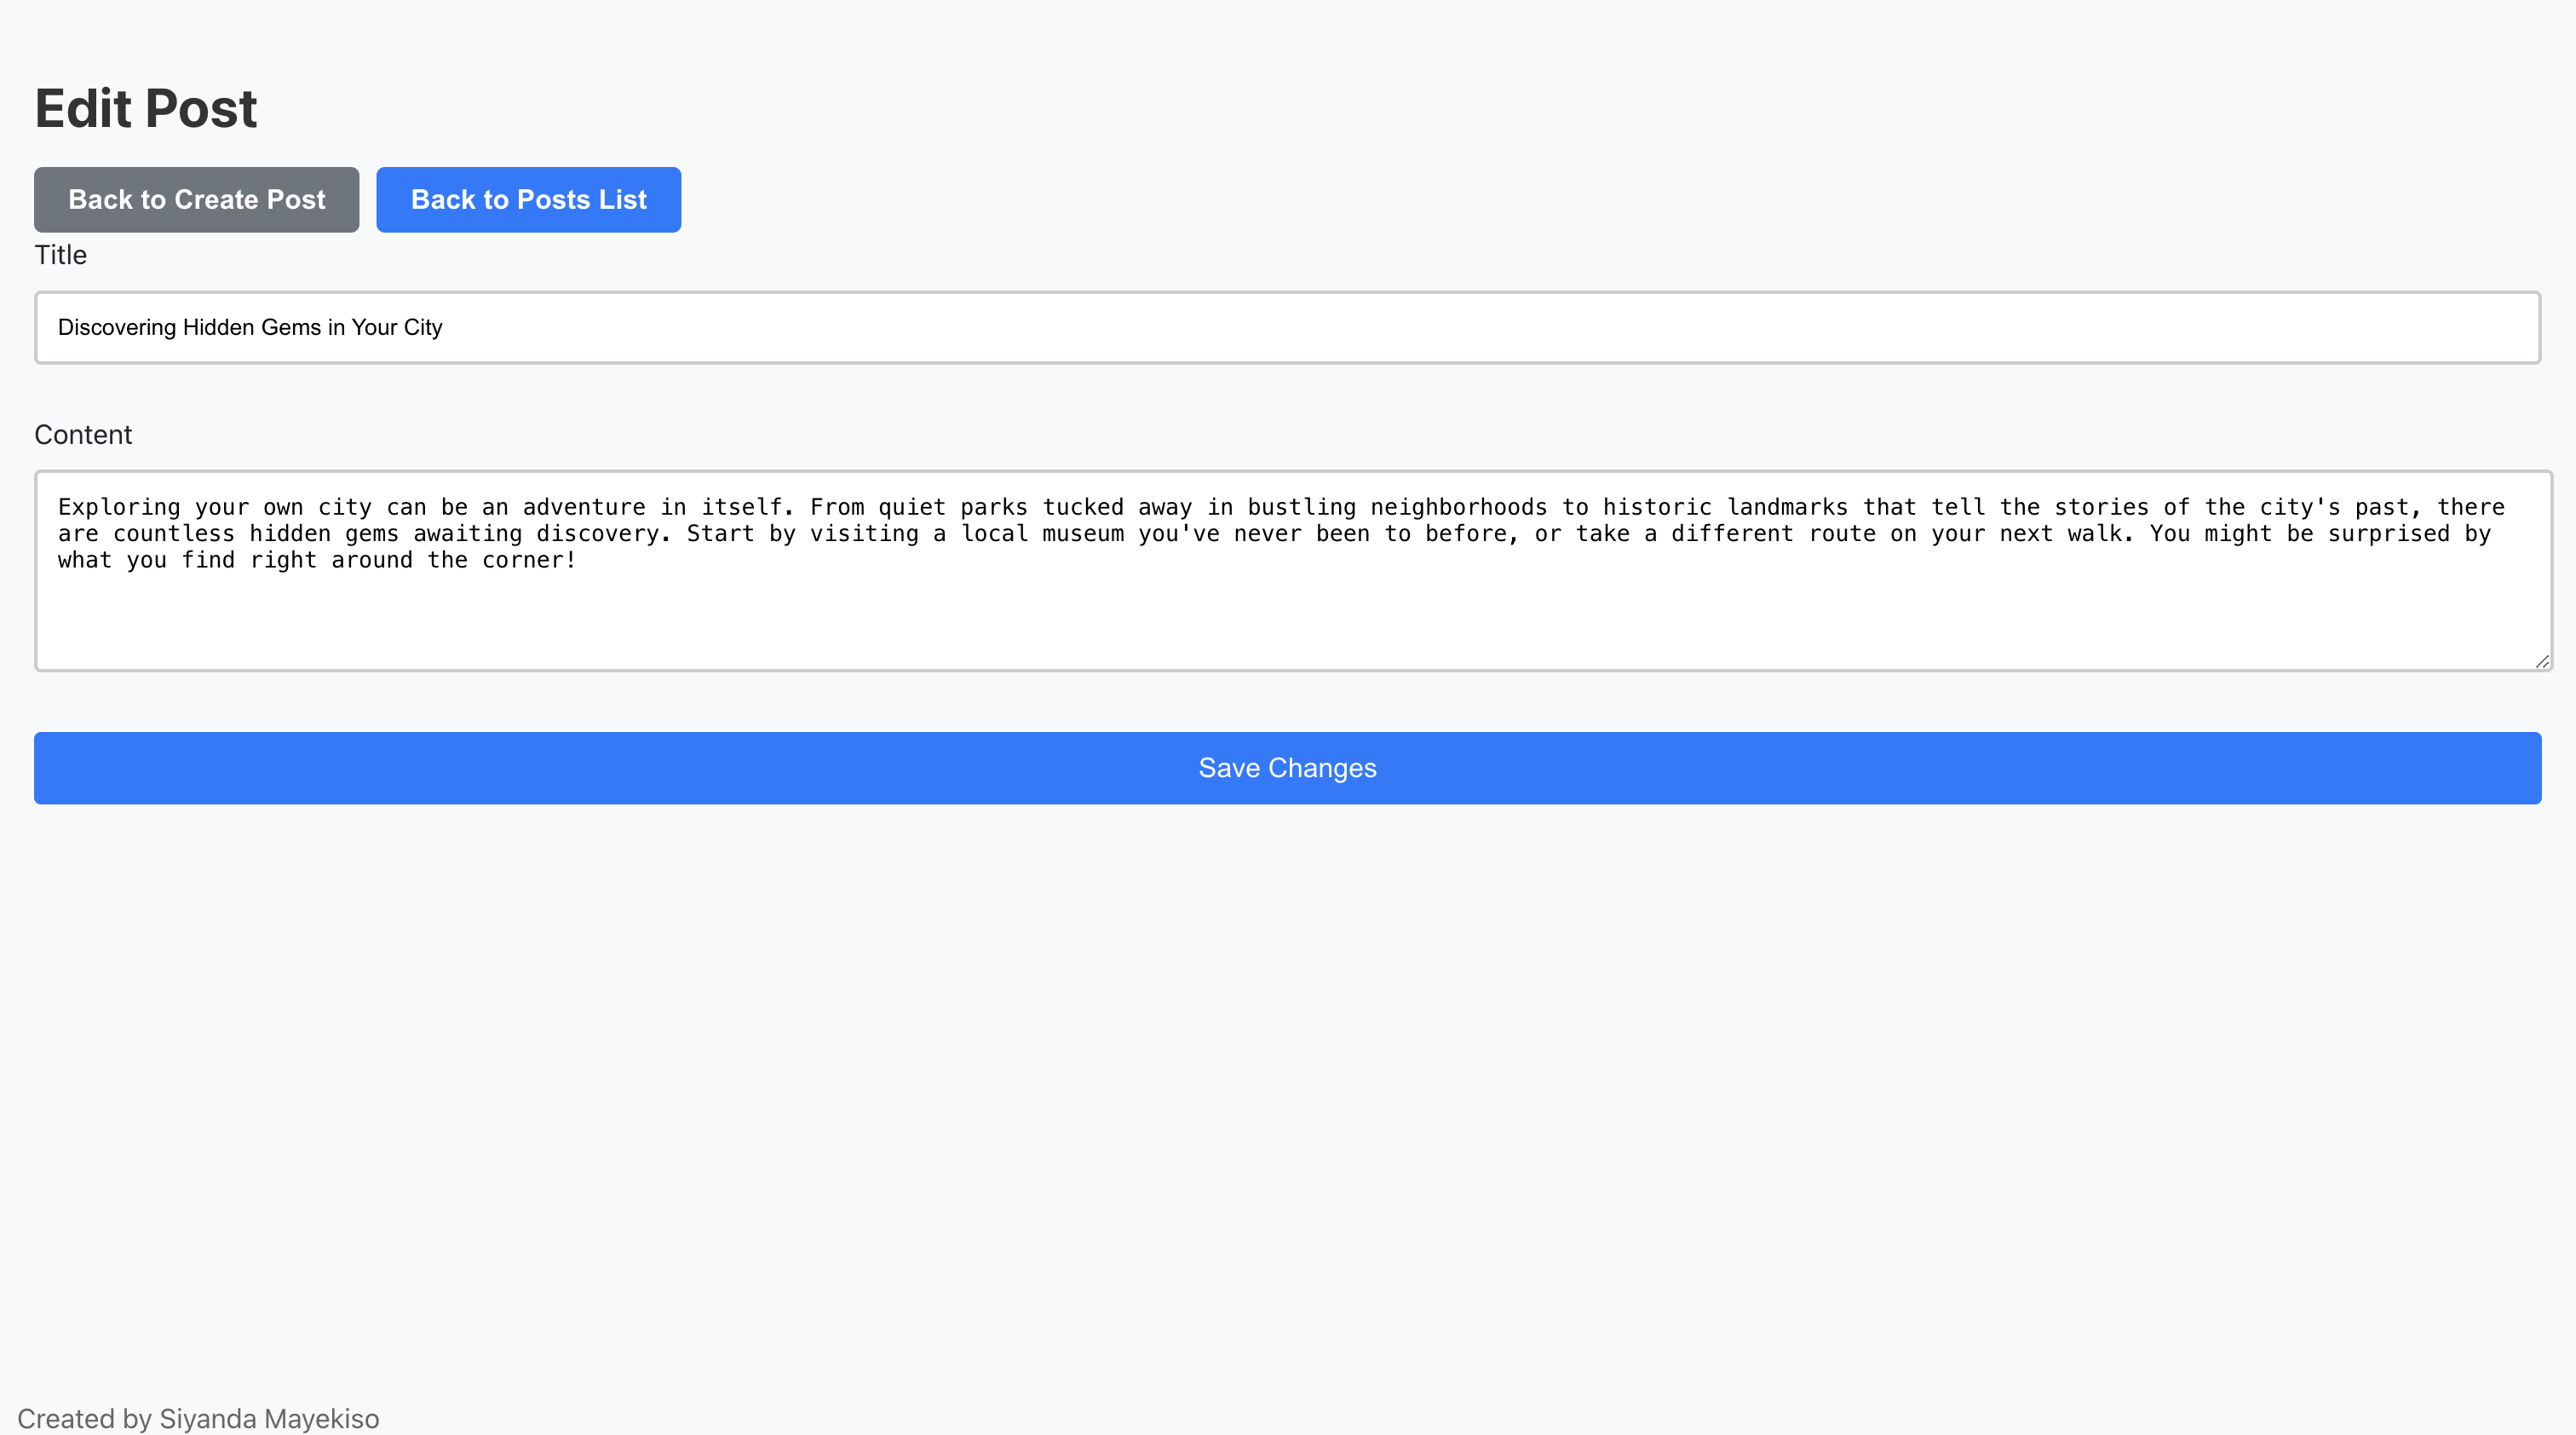 Edit Post
Back to Create Post
Back to Posts List
Title
Discovering Hidden Gems in Your City
Content
Exploring your own city can be an adventure in itself. From quiet parks tucked away in bustling neighborhoods to historic landmarks that tell the stories of the city's past, there
are countless hidden gems awaiting discovery. Start by visiting a local museum you've never been to before, or take a different route on your next walk. You might be surprised by
what you find right around the corner!
Save Changes
Created by Siyanda Mayekiso